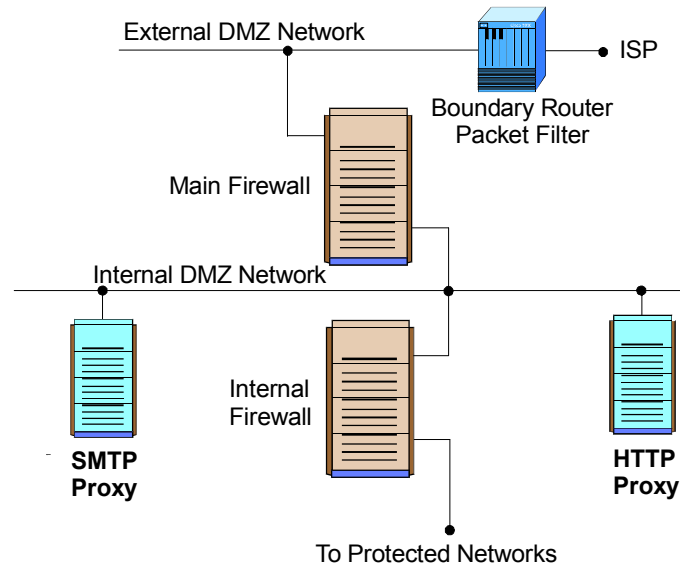 External DMZ Network
ISP
Boundary Router
Packet Filter
Main Firewall
Internal DMZ Network
Internal
Firewall
SMTP
Proxy
HTTP
Proxy
To Protected Networks